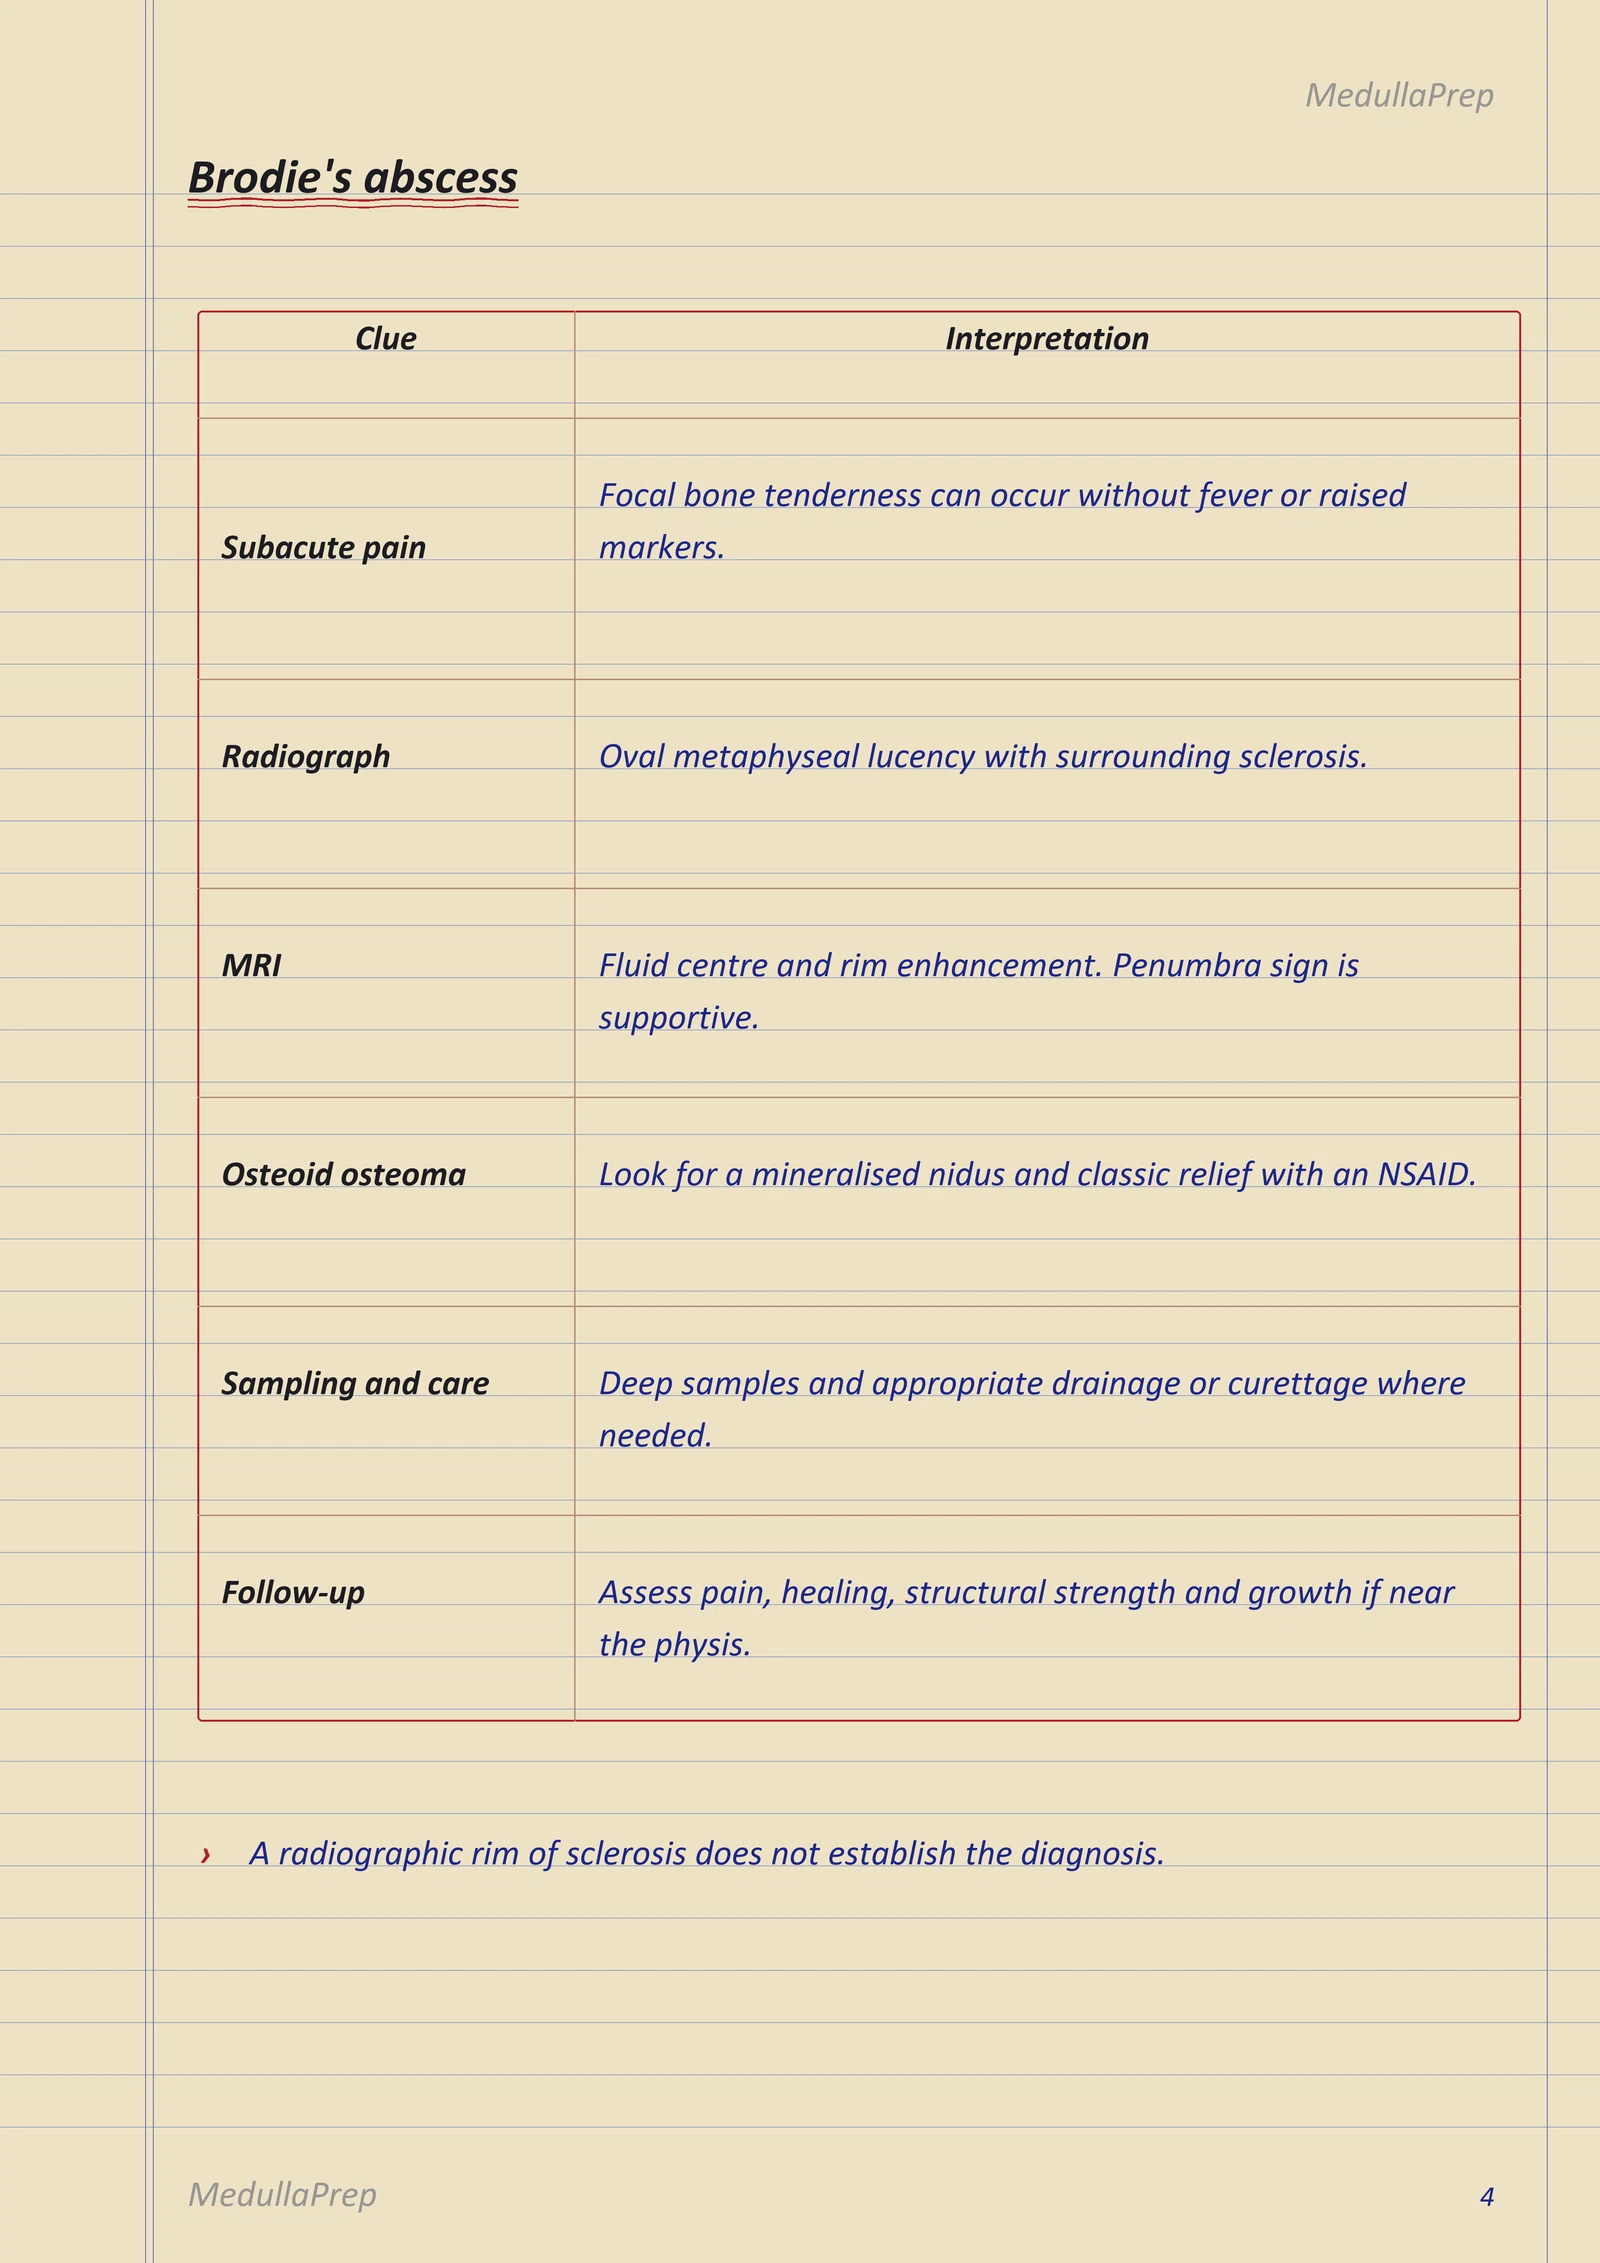 MedullaPrep
Brodie's abscess
Clue Interpretation
Focal bone tenderness can occur without fever or raised
Subacute pain markers.
Radiograph Oval metaphyseal lucency with surrounding sclerosis.
MRI Fluid centre and rim enhancement. Penumbra sign is
supportive.
Osteoid osteoma Look for a mineralised nidus and classic relief with an NSAID.
Sampling and care Deep samples and appropriate drainage or curettage where
needed.
Follow-up Assess pain, healing, structural strength and growth if near
the physis.
› A radiographic rim of sclerosis does not establish the diagnosis.
MedullaPrep 4